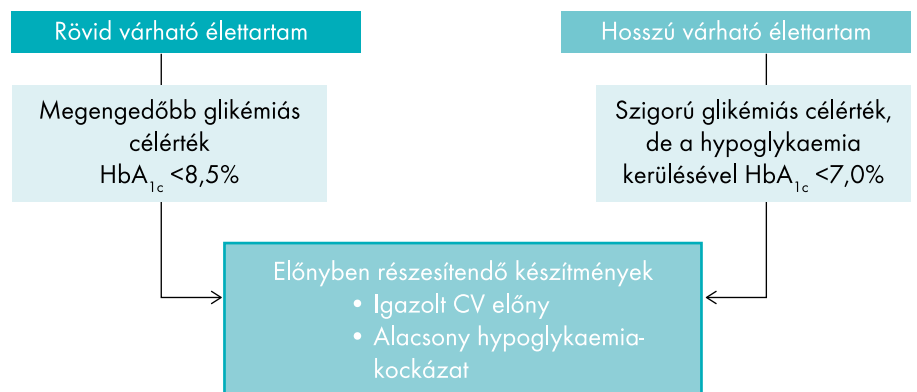 Rövid várható élettartam
Hosszú várható élettartam
Megengedőbb glikémiás
célérték
HbA1c <8,5%
Szigorú glikémiás célérték,
de a hypoglykaemia
kerülésével HbA1c <7,0%
Előnyben részesítendő készítmények
• Igazolt CV előny
• Alacsony hypoglykaemia-
kockázat